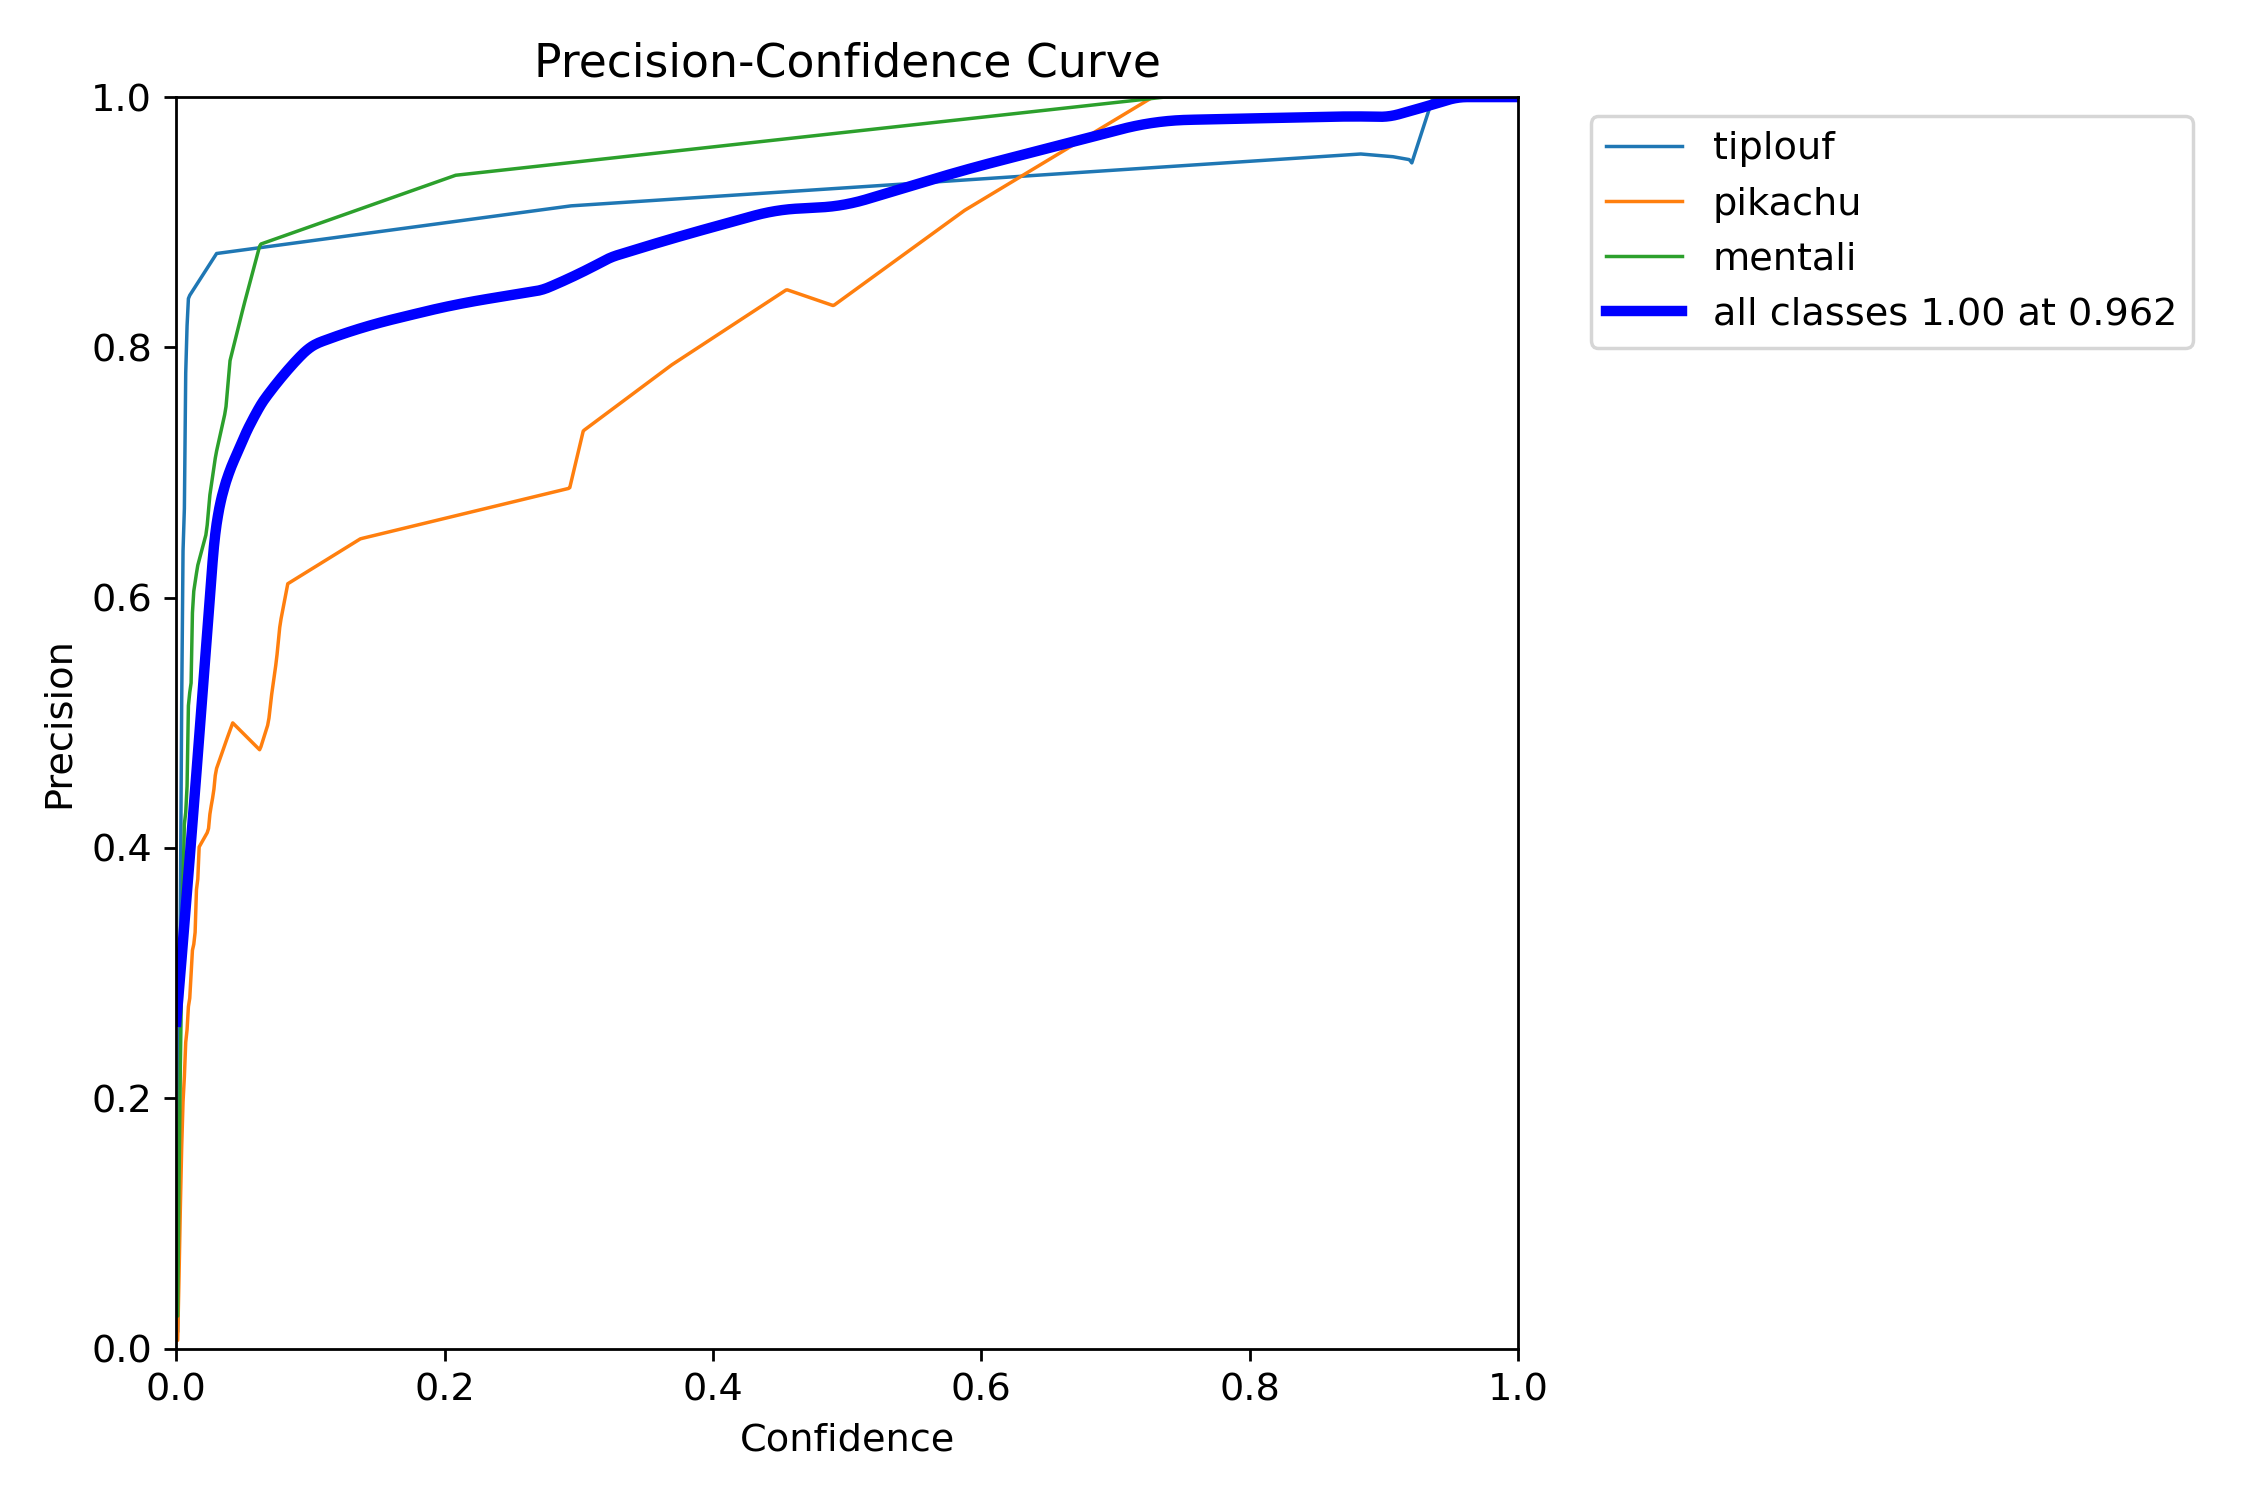 Precision-Confidence Curve
1.0
0.8
0.6
0.4
0.2
0.0
Precision
0.0 0.2 0.4 0.6 0.8 1.0
Confidence
tiplouf
pikachu
mentali
all classes 1.00 at 0.962